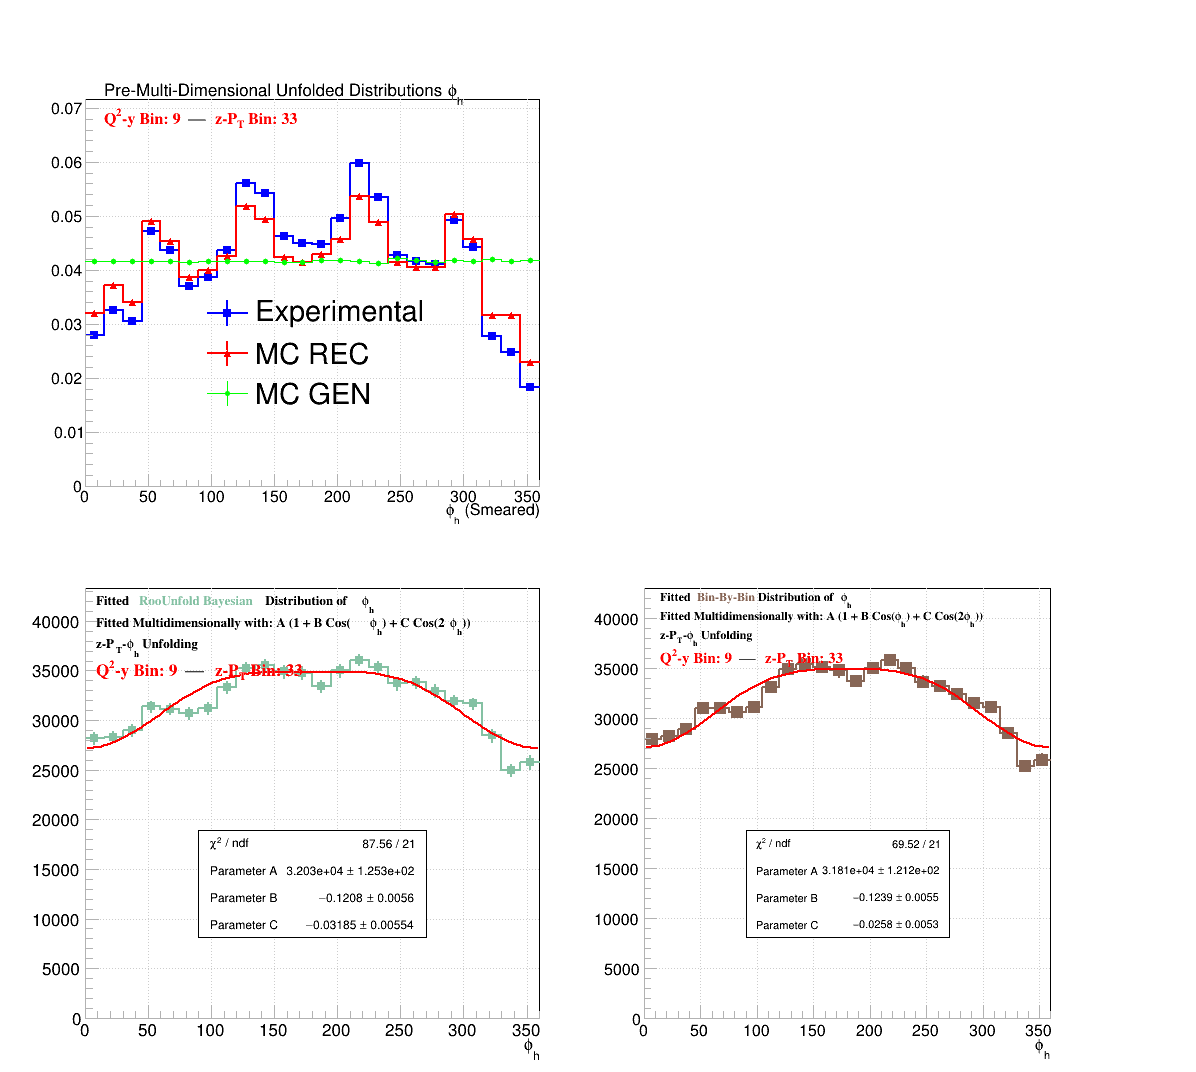 Pre-Multi-Dimensional Unfolded Distributions ϕh
Q²-y Bin: 9 — z-PT Bin: 33
0.07
0.06
0.05
0.04
0.03
0.02
0.01
0
Experimental
MC REC
MC GEN
0 50 100 150 200 250 300 350
ϕh (Smeared)
Fitted RooUnfold Bayesian Distribution of ϕh
Fitted Multidimensionally with: A (1 + B Cos( ϕh) + C Cos(2 ϕh))
z-PT-ϕh Unfolding
Q²-y Bin: 9 — z-PT Bin: 33
40000
35000
30000
25000
20000
15000
10000
5000
0
χ² / ndf 87.56 / 21
Parameter A 3.203e+04 ± 1.253e+02
Parameter B −0.1208 ± 0.0056
Parameter C −0.03185 ± 0.00554
0 50 100 150 200 250 300 350
ϕh
Fitted Bin-By-Bin Distribution of ϕh
Fitted Multidimensionally with: A (1 + B Cos(ϕh) + C Cos(2ϕh))
z-PT-ϕh Unfolding
Q²-y Bin: 9 — z-PT Bin: 33
40000
35000
30000
25000
20000
15000
10000
5000
0
χ² / ndf 69.52 / 21
Parameter A 3.181e+04 ± 1.212e+02
Parameter B −0.1239 ± 0.0055
Parameter C −0.0258 ± 0.0053
0 50 100 150 200 250 300 350
ϕh